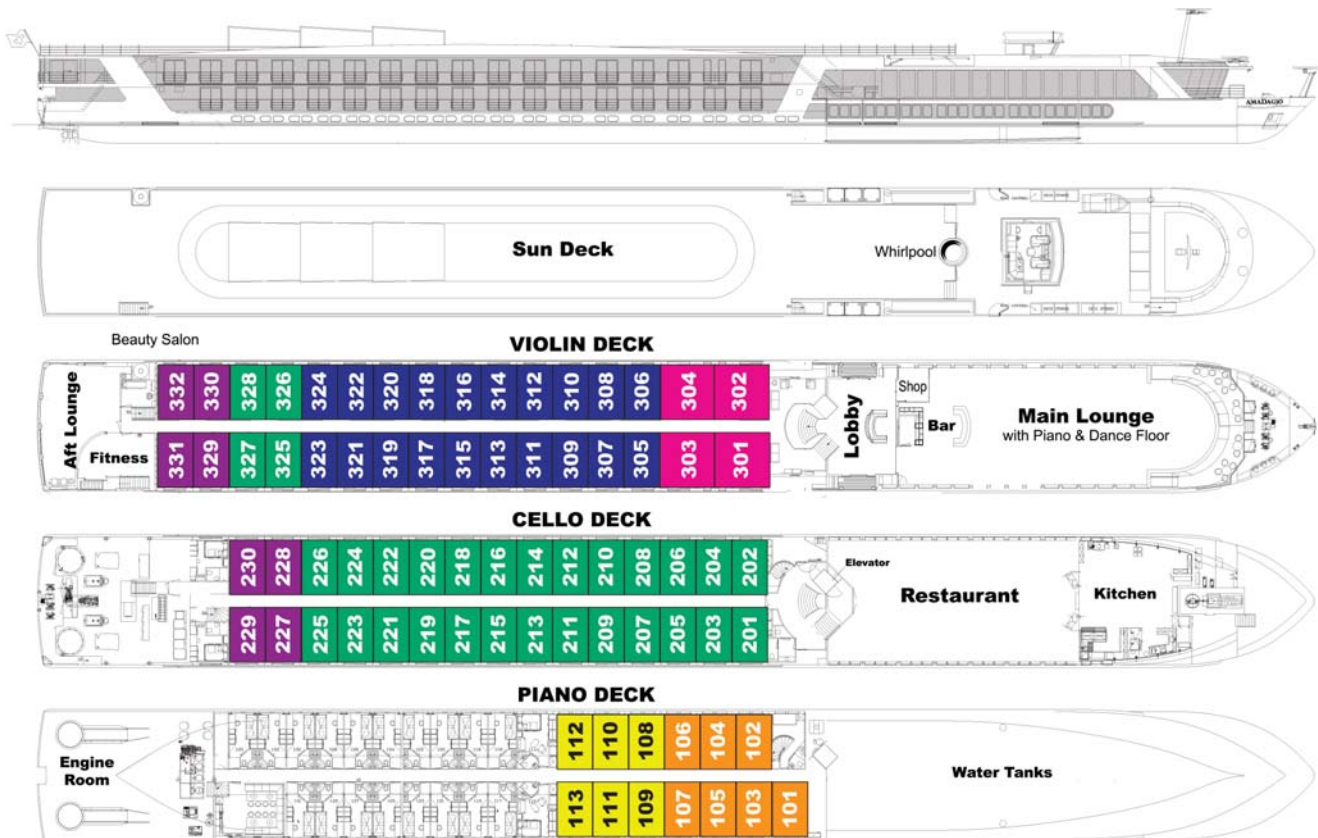 AMADAGIO
Sun Deck
Whirlpool
Beauty Salon
VIOLIN DECK
332 330 328 326 324 322 320 318 316 314 312 310 308 306 304 302
Aft Lounge
Fitness
Lobby
Shop
Bar
Main Lounge
with Piano & Dance Floor
331 329 327 325 323 321 319 317 315 313 311 309 307 305 303 301
CELLO DECK
230 228 226 224 222 220 218 216 214 212 210 208 206 204 202
Elevator
Restaurant
Kitchen
229 227 225 223 221 219 217 215 213 211 209 207 205 203 201
PIANO DECK
112 110 108 106 104 102
Engine
Room
Water Tanks
113 111 109 107 105 103 101